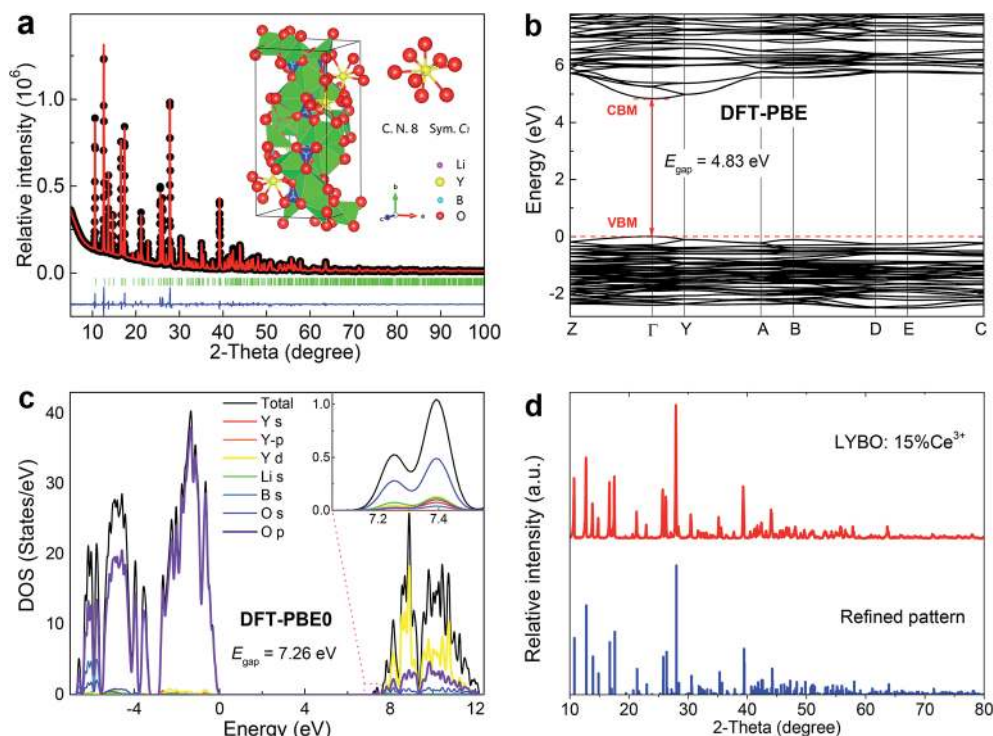 a
Relative intensity (10⁶)
1.0
0.5
0.0
10 20 30 40 50 60 70 80 90 100
2-Theta (degree)
C. N. 8 Sym. C₁
Li
Y
B
O
b
b
Energy (eV)
6
4
2
0
-2
CBM
DFT-PBE
E_gap = 4.83 eV
VBM
Z Γ Y A B D E C
c
DOS (States/eV)
40
30
20
10
0
Total
Y s
Y-p
Y d
Li s
B s
O s
O p
1.0
0.5
0.0
7.2 7.4
DFT-PBE0
E_gap = 7.26 eV
-4 0 4 8 12
Energy (eV)
d
Relative intensity (a.u.)
LYBO: 15%Ce³⁺
Refined pattern
10 20 30 40 50 60 70 80
2-Theta (degree)